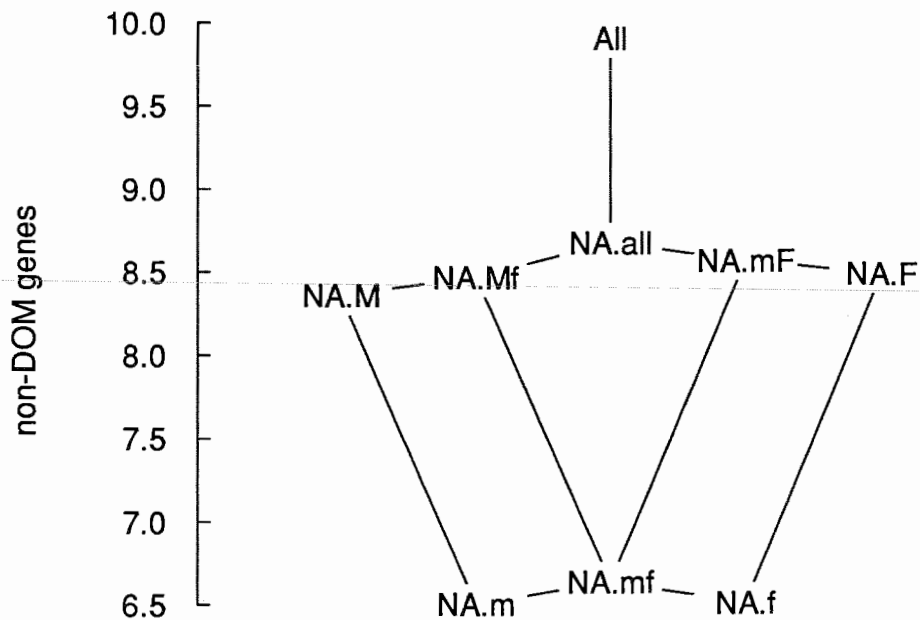 non-DOM genes
10.0
9.5
9.0
8.5
8.0
7.5
7.0
6.5
All
NA.all
NA.mF
NA.F
NA.Mf
NA.M
NA.mf
NA.m
NA.f